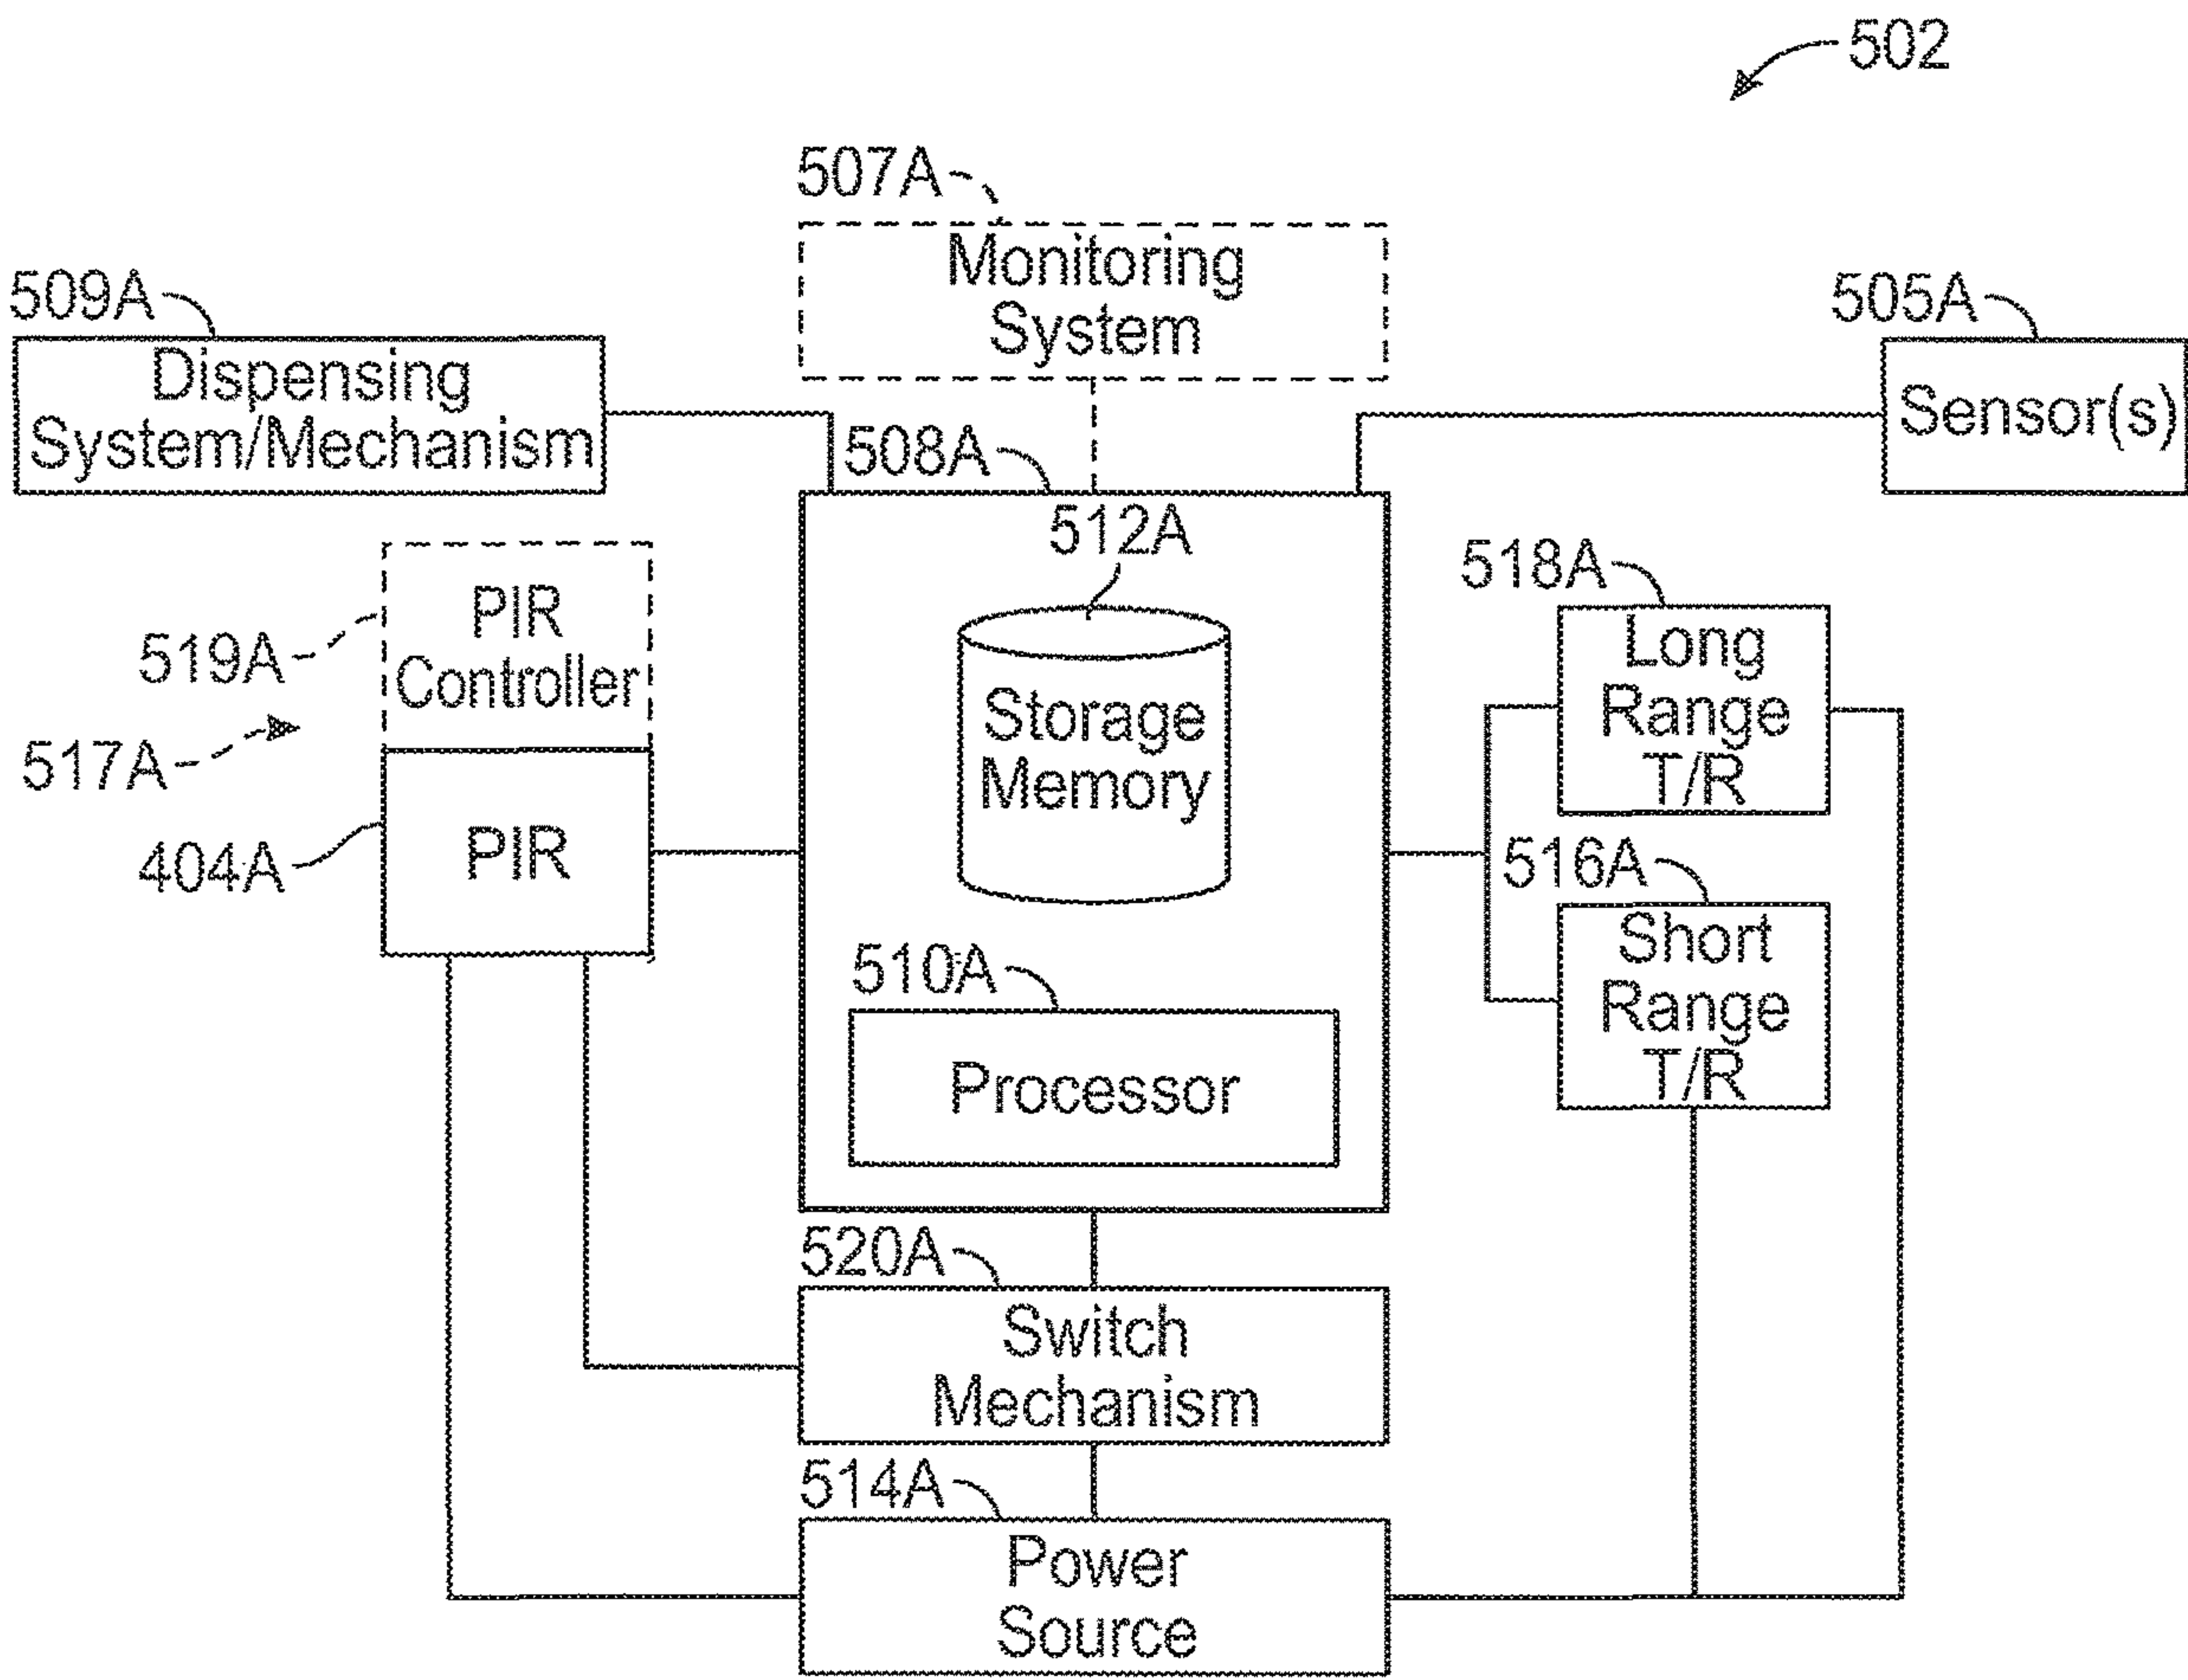 502
507A
Monitoring
System
509A
Dispensing
System/Mechanism
505A
Sensor(s)
508A
512A
Storage
Memory
519A
PIR
Controller
517A
404A
PIR
518A
Long
Range
T/R
516A
Short
Range
T/R
510A
Processor
520A
Switch
Mechanism
514A
Power
Source